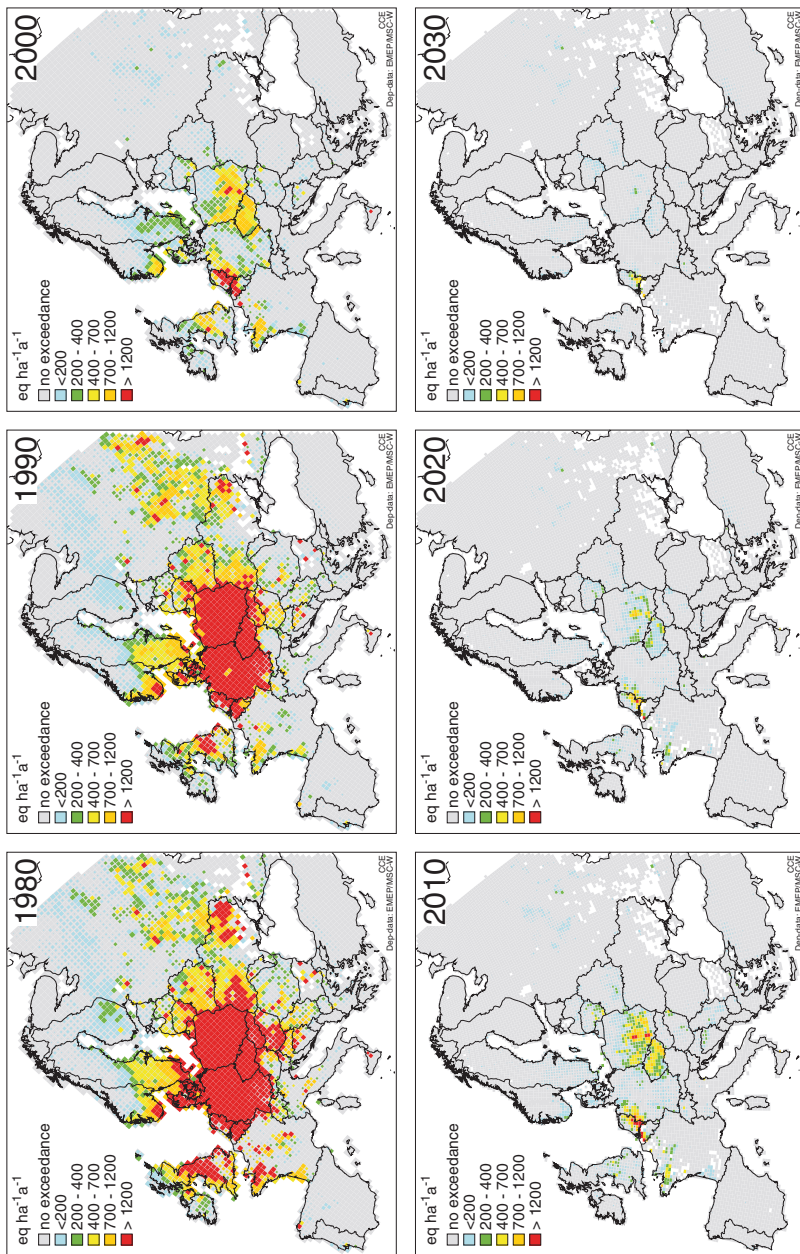 1980
eq ha⁻¹a⁻¹
no exceedance
<200
200 - 400
400 - 700
700 - 1200
> 1200
CCE
Dep-data: EMEP/MSC-W
1990
eq ha⁻¹a⁻¹
no exceedance
<200
200 - 400
400 - 700
700 - 1200
> 1200
CCE
Dep-data: EMEP/MSC-W
2000
eq ha⁻¹a⁻¹
no exceedance
<200
200 - 400
400 - 700
700 - 1200
> 1200
CCE
Dep-data: EMEP/MSC-W
2010
eq ha⁻¹a⁻¹
no exceedance
<200
200 - 400
400 - 700
700 - 1200
> 1200
CCE
Dep-data: EMEP/MSC-W
2020
eq ha⁻¹a⁻¹
no exceedance
<200
200 - 400
400 - 700
700 - 1200
> 1200
CCE
Dep-data: EMEP/MSC-W
2030
eq ha⁻¹a⁻¹
no exceedance
<200
200 - 400
400 - 700
700 - 1200
> 1200
CCE
Dep-data: EMEP/MSC-W